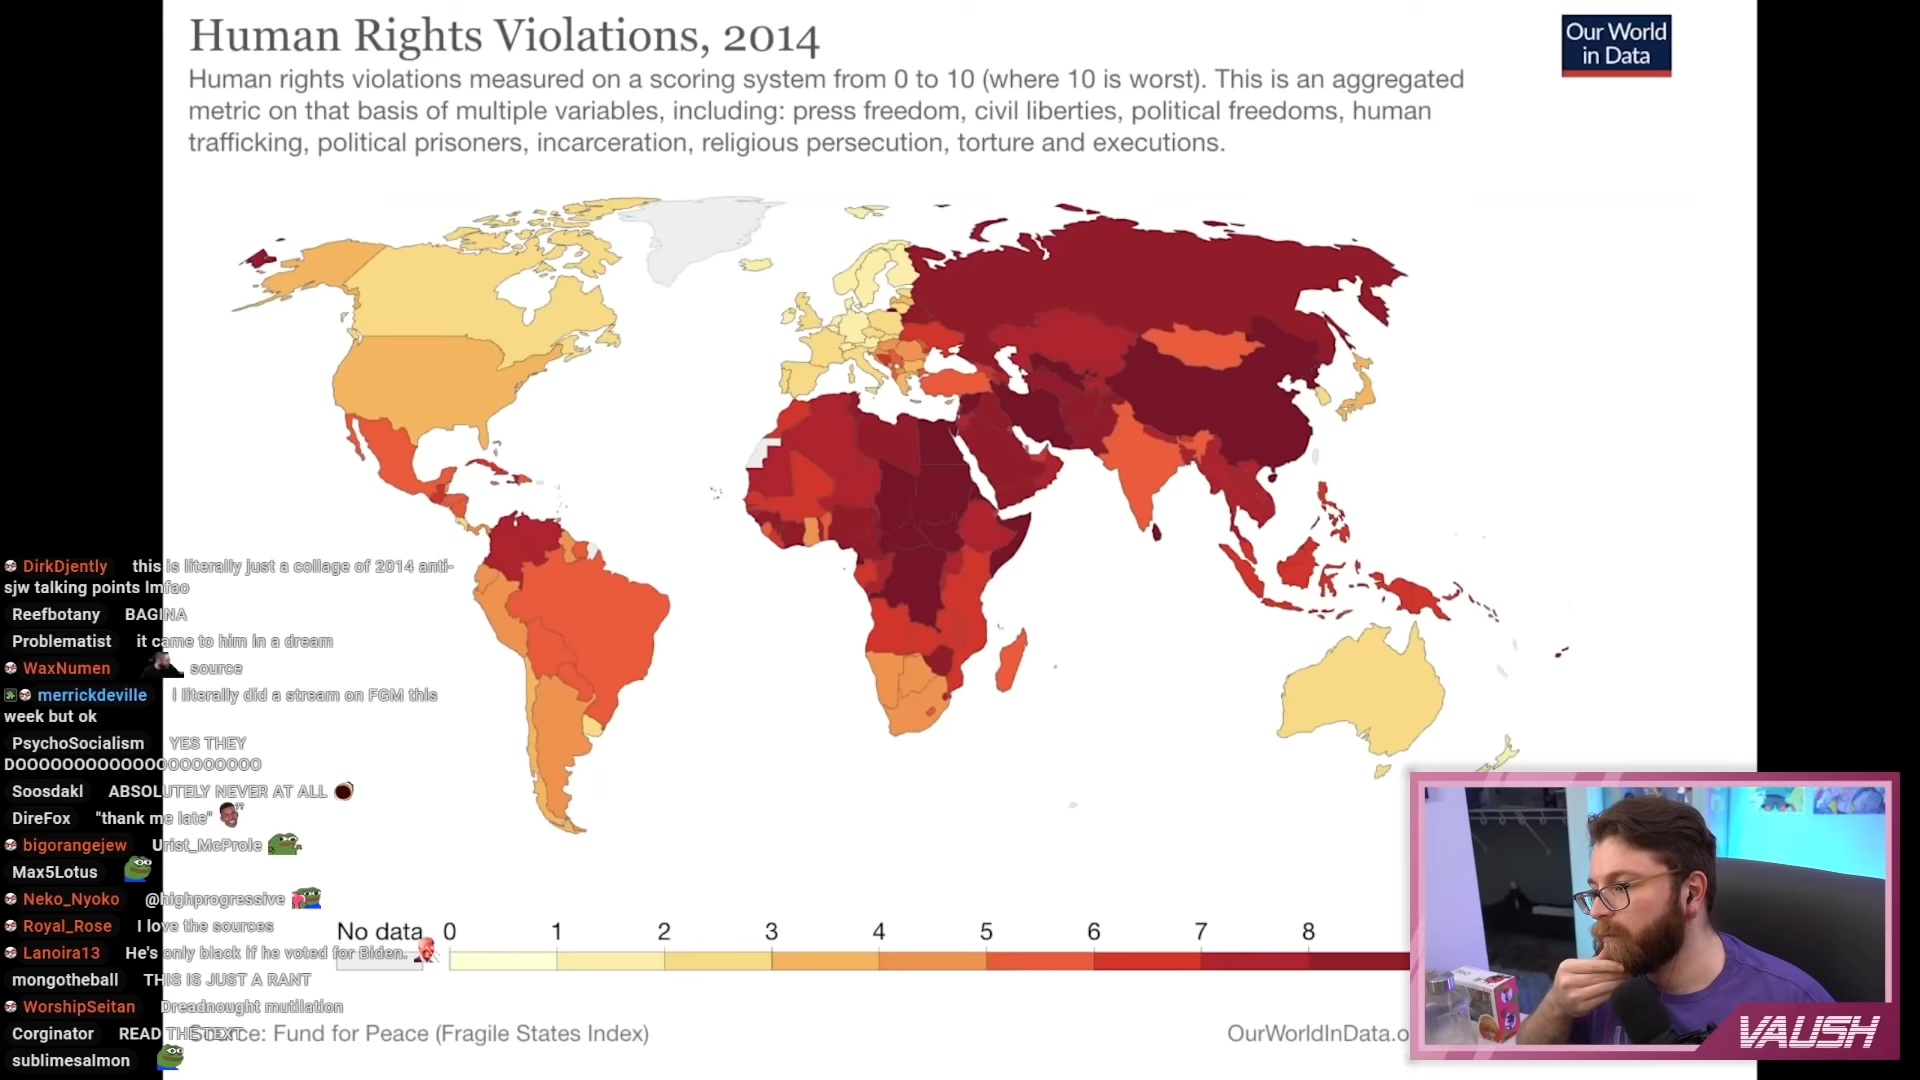 Human Rights Violations, 2014
Our World
in Data
Human rights violations measured on a scoring system from 0 to 10 (where 10 is worst). This is an aggregated
metric on that basis of multiple variables, including: press freedom, civil liberties, political freedoms, human
trafficking, political prisoners, incarceration, religious persecution, torture and executions.
DirkDjently this is literally just a collage of 2014 anti-
sjw talking points lmfao
Reefbotany BAGINA
Problematist it came to him in a dream
WaxNumen source
merrickdeville I literally did a stream on FGM this
week but ok
PsychoSocialism YES THEY
DOOOOOOOOOOOOOOOOOOOO
Soosdakl ABSOLUTELY NEVER AT ALL
DireFox "thank me late"
bigorangejew Urist_McProle
Max5Lotus
Neko_Nyoko @highprogressive
Royal_Rose I love the sources
Lanoira13 He's only black if he voted for Biden.
mongotheball THIS IS JUST A RANT
WorshipSeitan Dreadnought mutilation
Corginator READ THE TEXT
sublimesalmon
No data 0 1 2 3 4 5 6 7 8
Source: Fund for Peace (Fragile States Index)
OurWorldInData.o
VAUSH